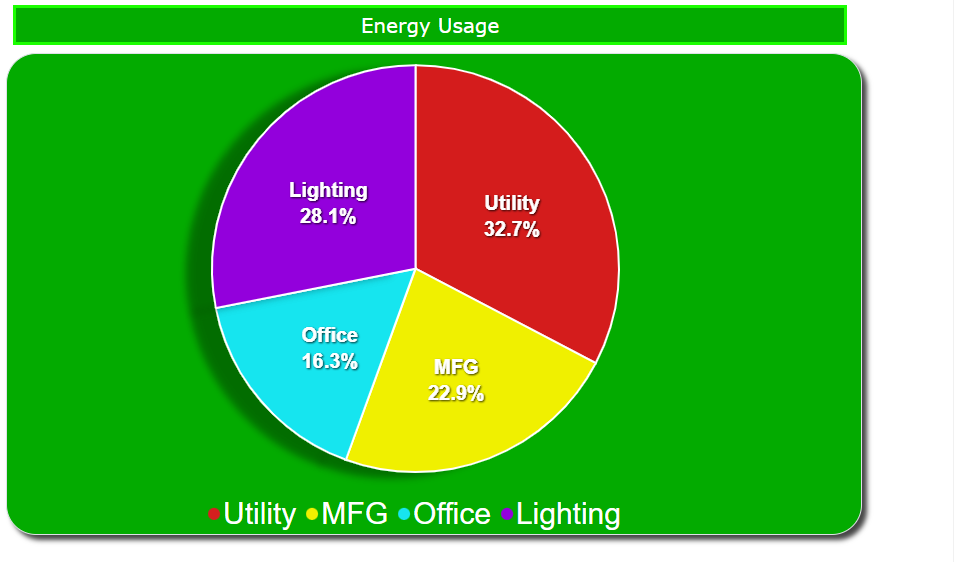 Energy Usage
Lighting
28.1%
Utility
32.7%
Office
16.3%
MFG
22.9%
Utility MFG Office Lighting